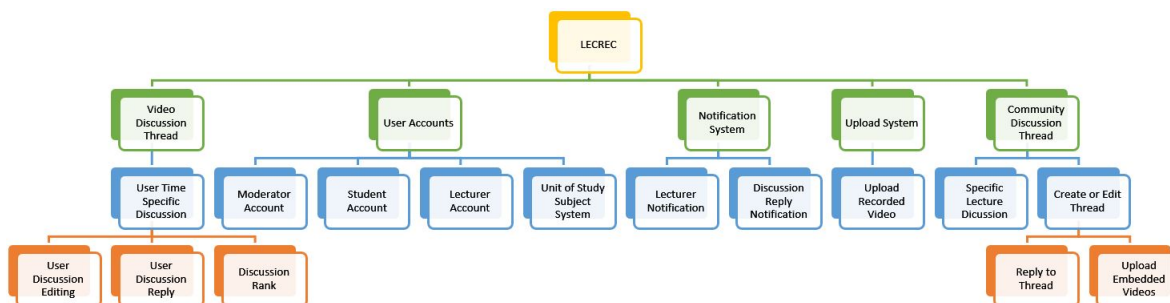 LECREC
Video
Discussion
Thread
User Accounts
Notification
System
Upload System
Community
Discussion
Thread
User Time
Specific
Discussion
Moderator
Account
Student
Account
Lecturer
Account
Unit of Study
Subject
System
Lecturer
Notification
Discussion
Reply
Notification
Upload
Recorded
Video
Specific
Lecture
Dicussion
Create or Edit
Thread
User
Discussion
Editing
User
Discussion
Reply
Discussion
Rank
Reply to
Thread
Upload
Embedded
Videos